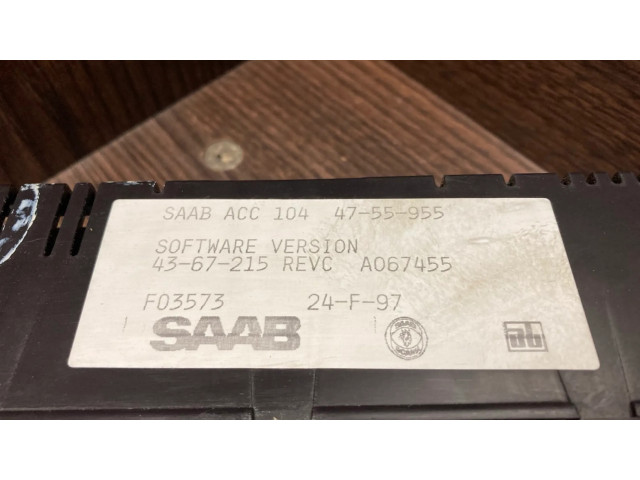 SAAB ACC 104 47-55-955
SOFTWARE VERSION
43-67-215 REVC A067455
F03573 24-F-97
SAAB